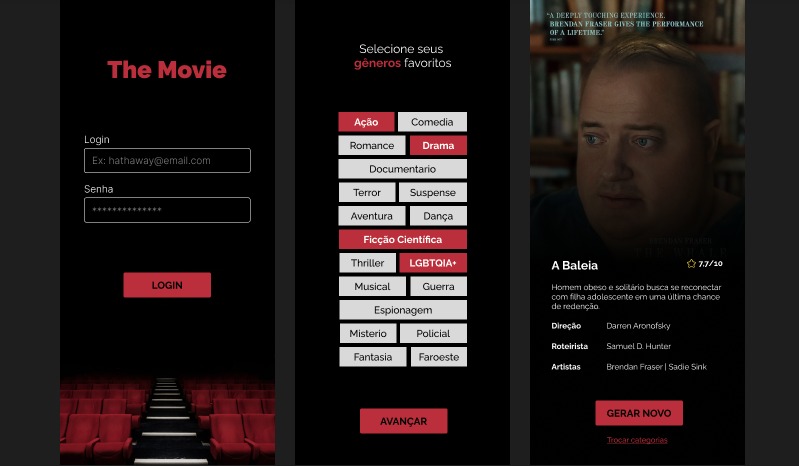 The Movie
Login
Ex: hathaway@email.com
Senha
**************
LOGIN
Selecione seus
gêneros favoritos
Ação
Comedia
Romance
Drama
Documentario
Terror
Suspense
Aventura
Dança
Ficção Científica
Thriller
LGBTQIA+
Musical
Guerra
Espionagem
Misterio
Policial
Fantasia
Faroeste
AVANÇAR
"A DEEPLY TOUCHING EXPERIENCE.
BRENDAN FRASER GIVES THE PERFORMANCE
OF A LIFETIME."
THE WHALE
A Baleia
7.7/10
Homem obeso e solitário busca se reconectar
com filha adolescente em uma última chance
de redenção.
Direção
Darren Aronofsky
Roteirista
Samuel D. Hunter
Artistas
Brendan Fraser | Sadie Sink
GERAR NOVO
Trocar categorias